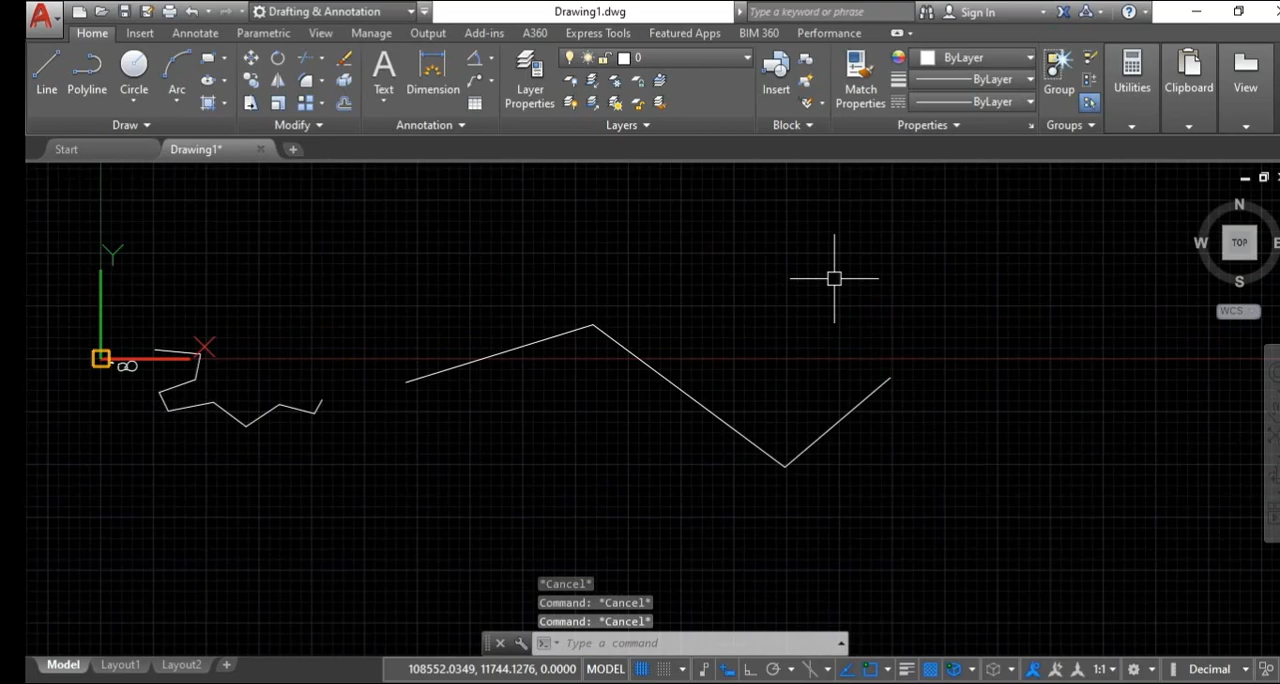 A Drafting & Annotation Drawing1.dwg Type a keyword or phrase Sign In
Home Insert Annotate Parametric View Manage Output Add-ins A360 Express Tools Featured Apps BIM 360 Performance
0 ByLayer
Line Polyline Circle Arc Text Dimension Layer Properties Insert Match Properties Group Utilities Clipboard View
ByLayer
ByLayer
Draw Modify Annotation Layers Block Properties Groups
Start Drawing1*
N
W TOP E
S
WCS
Y
X
*Cancel*
Command: *Cancel*
Command: *Cancel*
Type a command
Model Layout1 Layout2 + 108552.0349, 11744.1276, 0.0000 MODEL 1:1 Decimal